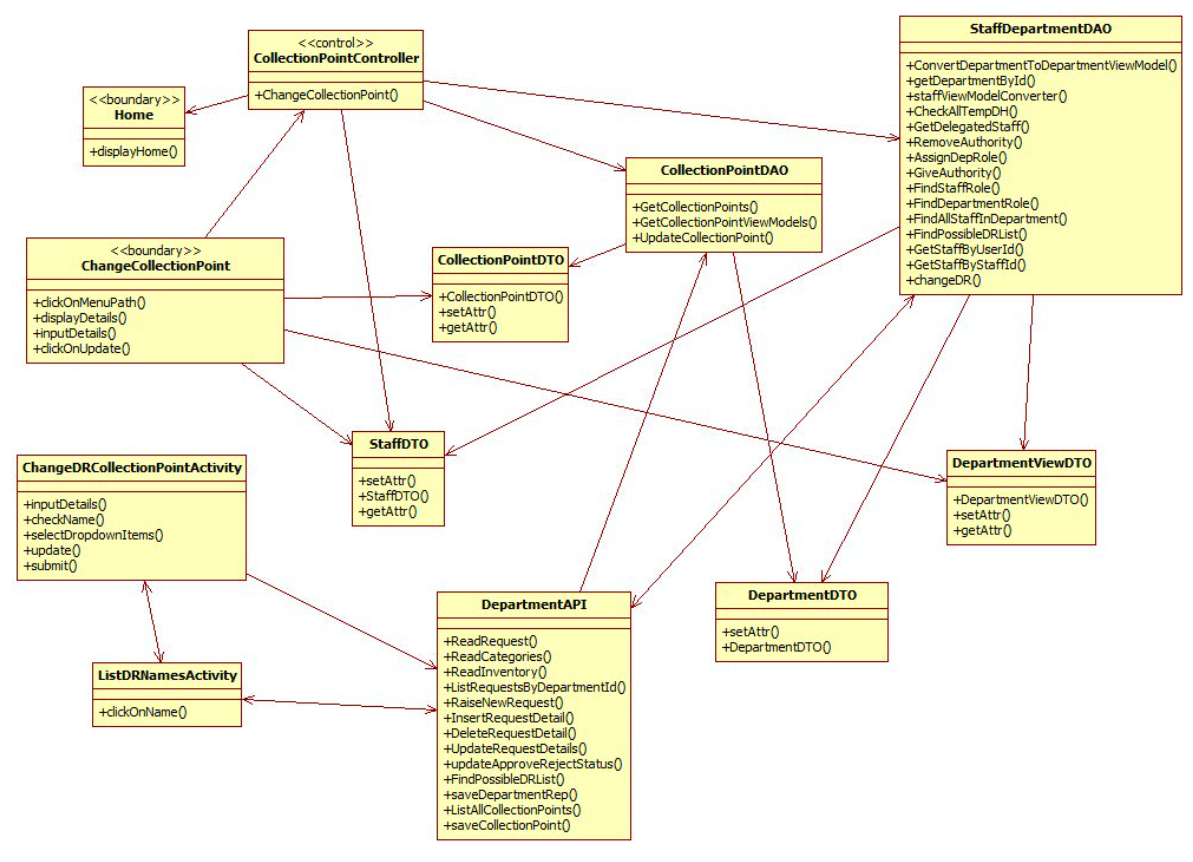 <<control>>
CollectionPointController
+ChangeCollectionPoint()
<<boundary>>
Home
+displayHome()
StaffDepartmentDAO
+ConvertDepartmentToDepartmentViewModel()
+getDepartmentById()
+staffViewModelConverter()
+CheckAllTempDH()
+GetDelegatedStaff()
+RemoveAuthority()
+AssignDepRole()
+GiveAuthority()
+FindStaffRole()
+FindDepartmentRole()
+FindAllStaffInDepartment()
+FindPossibleDRList()
+GetStaffByUserId()
+GetStaffByStaffId()
+changeDR()
CollectionPointDAO
+GetCollectionPoints()
+GetCollectionPointViewModels()
+UpdateCollectionPoint()
<<boundary>>
ChangeCollectionPoint
+clickOnMenuPath()
+displayDetails()
+inputDetails()
+clickOnUpdate()
CollectionPointDTO
+CollectionPointDTO()
+setAttr()
+getAttr()
StaffDTO
+setAttr()
+StaffDTO()
+getAttr()
ChangeDRCollectionPointActivity
+inputDetails()
+checkName()
+selectDropdownItems()
+update()
+submit()
DepartmentViewDTO
+DepartmentViewDTO()
+setAttr()
+getAttr()
DepartmentDTO
+setAttr()
+DepartmentDTO()
DepartmentAPI
+ReadRequest()
+ReadCategories()
+ReadInventory()
+ListRequestsByDepartmentId()
+RaiseNewRequest()
+InsertRequestDetail()
+DeleteRequestDetail()
+UpdateRequestDetails()
+updateApproveRejectStatus()
+FindPossibleDRList()
+saveDepartmentRep()
+ListAllCollectionPoints()
+saveCollectionPoint()
ListDRNamesActivity
+clickOnName()